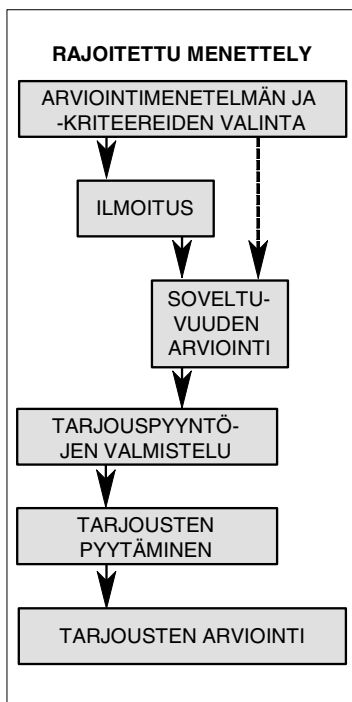 RAJOITETTU MENETTELY
ARVIOINTIMENETELMÄN JA
-KRITEEREIDEN VALINTA
ILMOITUS
SOVELTU-
VUUDEN
ARVIOINTI
TARJOUSPYYNTÖ-
JEN VALMISTELU
TARJOUSTEN
PYYTÄMINEN
TARJOUSTEN ARVIOINTI